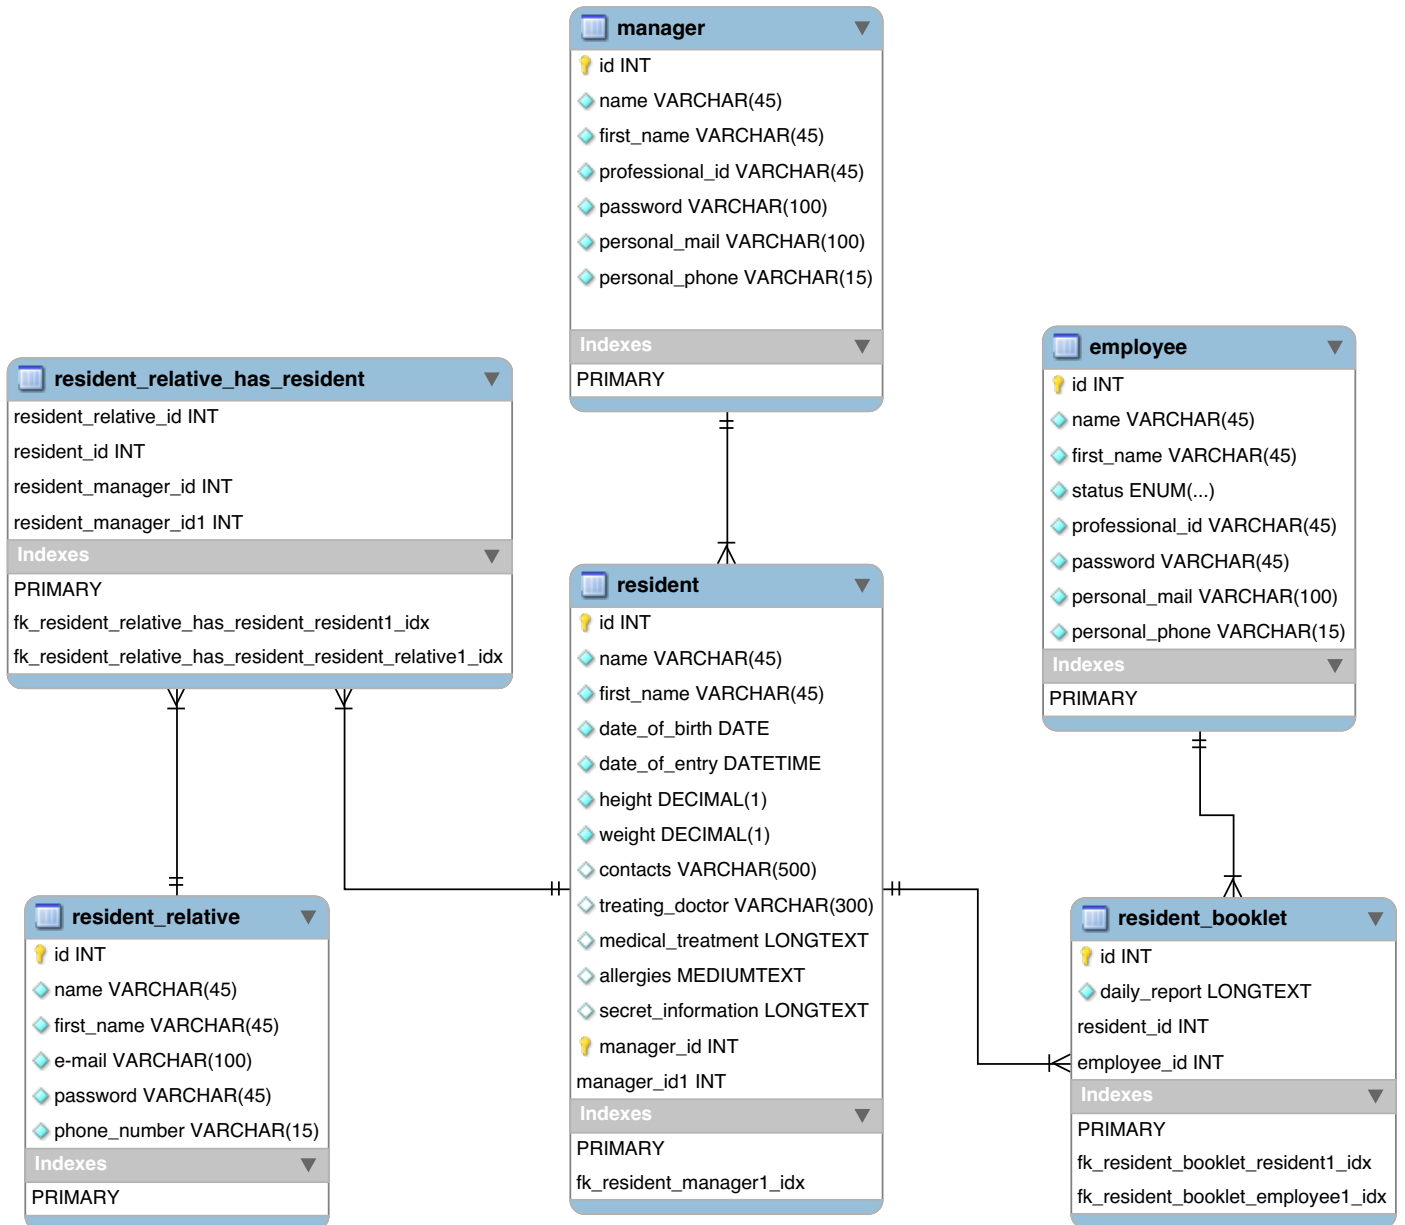 manager
id INT
name VARCHAR(45)
first_name VARCHAR(45)
professional_id VARCHAR(45)
password VARCHAR(100)
personal_mail VARCHAR(100)
personal_phone VARCHAR(15)
Indexes
PRIMARY
resident_relative_has_resident
resident_relative_id INT
resident_id INT
resident_manager_id INT
resident_manager_id1 INT
Indexes
PRIMARY
fk_resident_relative_has_resident_resident1_idx
fk_resident_relative_has_resident_resident_relative1_idx
employee
id INT
name VARCHAR(45)
first_name VARCHAR(45)
status ENUM(...)
professional_id VARCHAR(45)
password VARCHAR(45)
personal_mail VARCHAR(100)
personal_phone VARCHAR(15)
Indexes
PRIMARY
resident
id INT
name VARCHAR(45)
first_name VARCHAR(45)
date_of_birth DATE
date_of_entry DATETIME
height DECIMAL(1)
weight DECIMAL(1)
contacts VARCHAR(500)
treating_doctor VARCHAR(300)
medical_treatment LONGTEXT
allergies MEDIUMTEXT
secret_information LONGTEXT
manager_id INT
manager_id1 INT
Indexes
PRIMARY
fk_resident_manager1_idx
resident_relative
id INT
name VARCHAR(45)
first_name VARCHAR(45)
e-mail VARCHAR(100)
password VARCHAR(45)
phone_number VARCHAR(15)
Indexes
PRIMARY
resident_booklet
id INT
daily_report LONGTEXT
resident_id INT
employee_id INT
Indexes
PRIMARY
fk_resident_booklet_resident1_idx
fk_resident_booklet_employee1_idx